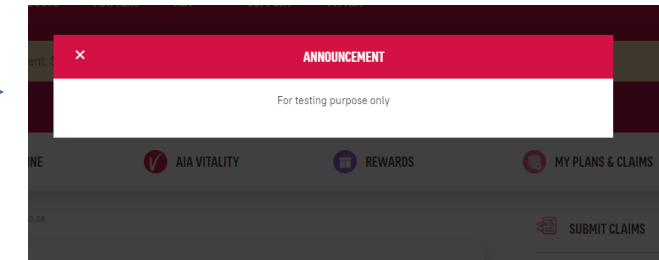 ANNOUNCEMENT
For testing purpose only
AIA VITALITY
REWARDS
MY PLANS & CLAIMS
SUBMIT CLAIMS